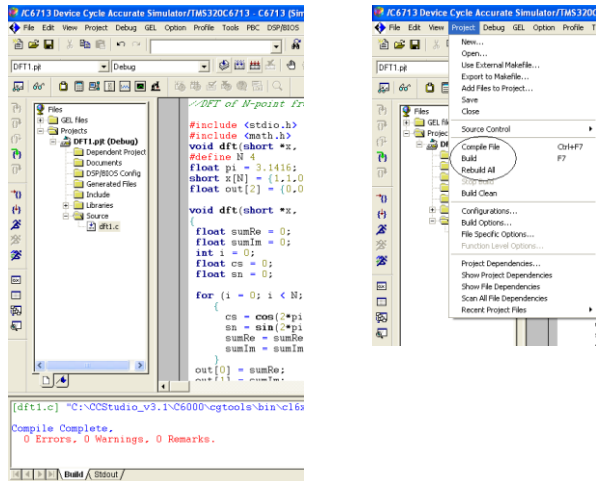 /C6713 Device Cycle Accurate Simulator/TMS320C6713 - C6713 (Sim
File Edit View Project Debug GEL Option Profile Tools PBC DSP/BIOS
DFT1.pjt Debug
Files
GEL files
Projects
DFT1.pjt (Debug)
Dependent Project
Documents
DSP/BIOS Config
Generated Files
Include
Libraries
Source
dft1.c
//DFT of N-point fr
#include <stdio.h>
#include <math.h>
void dft(short *x,
#define N 4
float pi = 3.1416;
short x[N] = {1,1,0
float out[2] = {0,0
void dft(short *x,
{
float sumRe = 0;
float sumIm = 0;
int i = 0;
float cs = 0;
float sn = 0;
for (i = 0; i < N;
{
cs = cos(2*pi
sn = sin(2*pi
sumRe = sumRe
sumIm = sumIm
}
out[0] = sumRe;
out[1] = sumIm;
[dft1.c] "C:\CCStudio_v3.1\C6000\cgtools\bin\cl6x
Compile Complete,
0 Errors, 0 Warnings, 0 Remarks.
Build Stdout
/C6713 Device Cycle Accurate Simulator/TMS320C
File Edit View Project Debug GEL Option Profile T
DFT1.pjt
Files
GEL fil
Projec
DF
New...
Open...
Use External Makefile...
Export to Makefile...
Add Files to Project...
Save
Close
Source Control
Compile File Ctrl+F7
Build F7
Rebuild All
Stop Build
Build Clean
Configurations...
Build Options...
File Specific Options...
Function Level Options...
Project Dependencies...
Show Project Dependencies
Show File Dependencies
Scan All File Dependencies
Recent Project Files